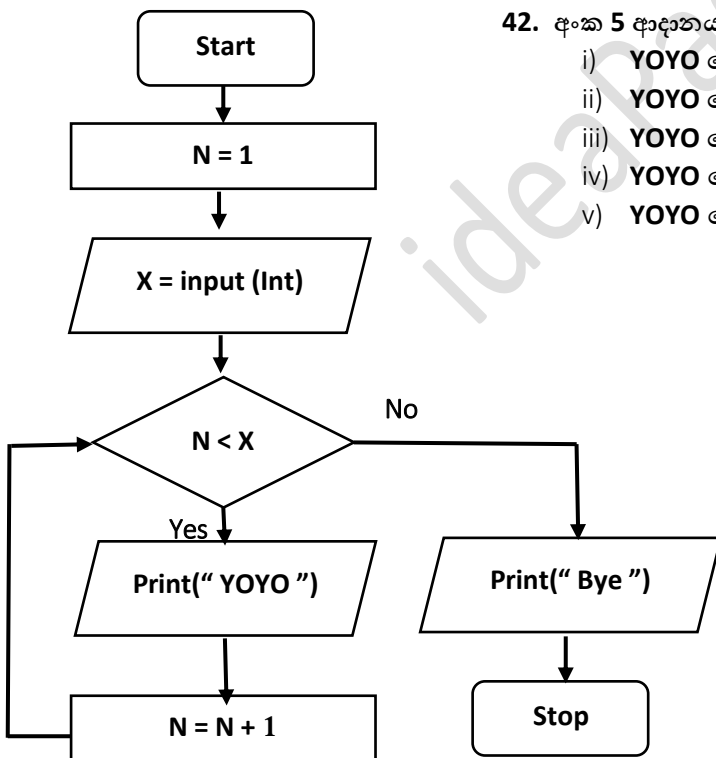 Start
N = 1
X = input (Int)
N < X
No
Yes
Print(“ YOYO ”)
Print(“ Bye ”)
N = N + 1
Stop
42. අංක 5 ආදානය
i) YOYO
ii) YOYO
iii) YOYO
iv) YOYO
v) YOYO